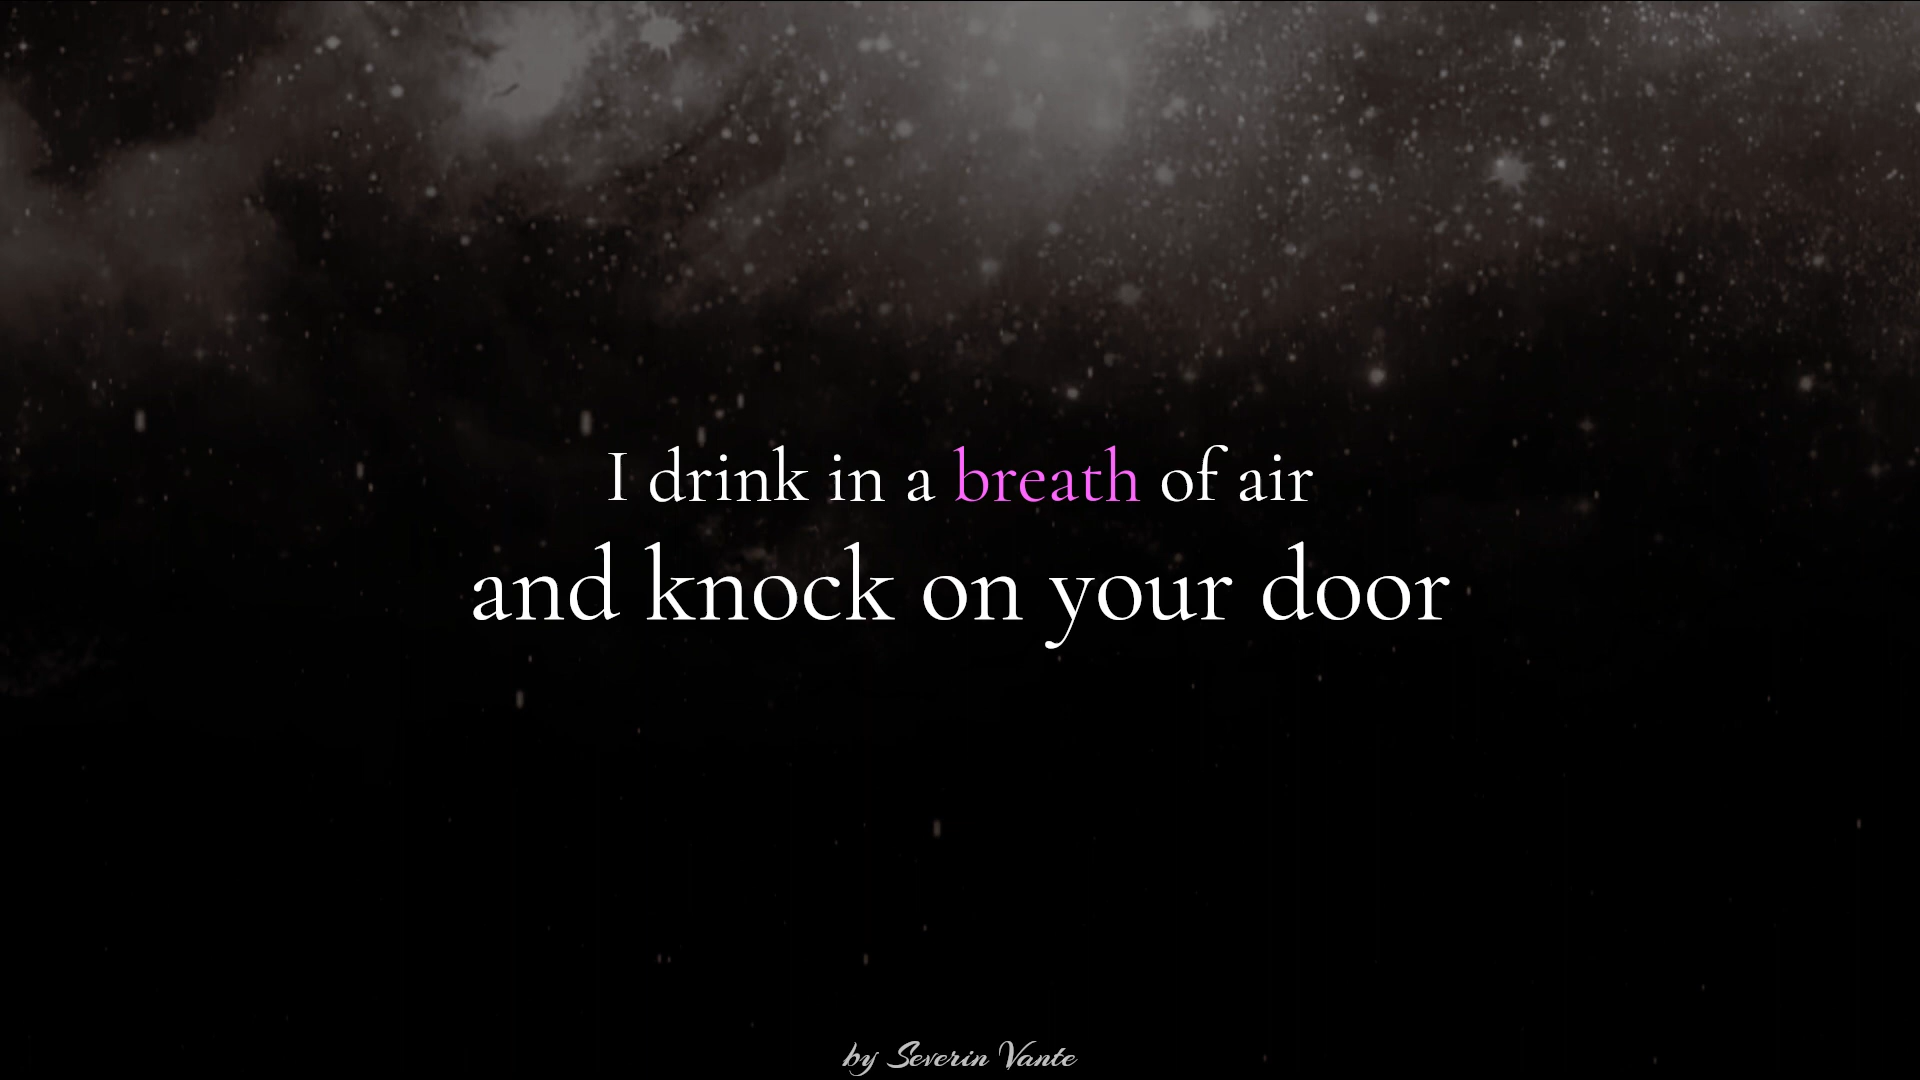 I drink in a breath of air
and knock on your door
by Severin Vante